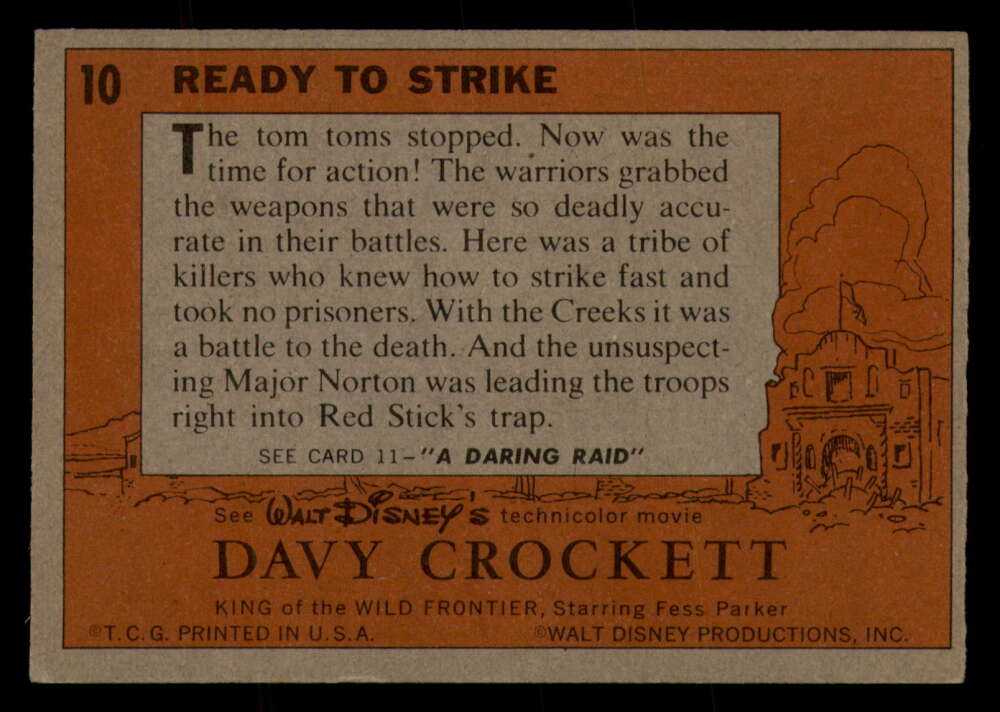 10 READY TO STRIKE
The tom toms stopped. Now was the
time for action! The warriors grabbed
the weapons that were so deadly accu-
rate in their battles. Here was a tribe of
killers who knew how to strike fast and
took no prisoners. With the Creeks it was
a battle to the death. And the unsuspect-
ing Major Norton was leading the troops
right into Red Stick's trap.
SEE CARD 11-"A DARING RAID"
See WALT DISNEY'S technicolor movie
DAVY CROCKETT
KING of the WILD FRONTIER, Starring Fess Parker
©T.C.G. PRINTED IN U.S.A. ©WALT DISNEY PRODUCTIONS, INC.